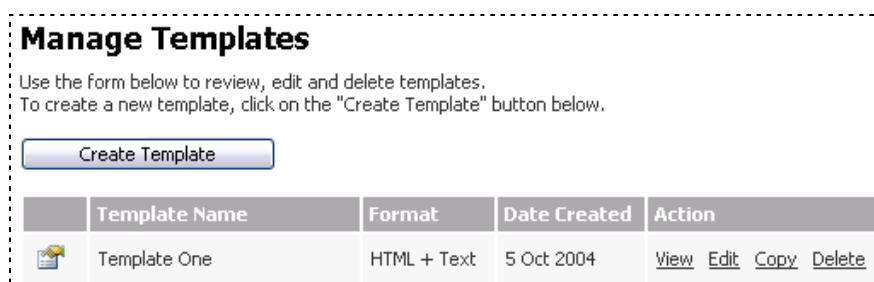 Manage Templates
Use the form below to review, edit and delete templates.
To create a new template, click on the "Create Template" button below.
Create Template
Template Name Format Date Created Action
Template One HTML + Text 5 Oct 2004 View Edit Copy Delete